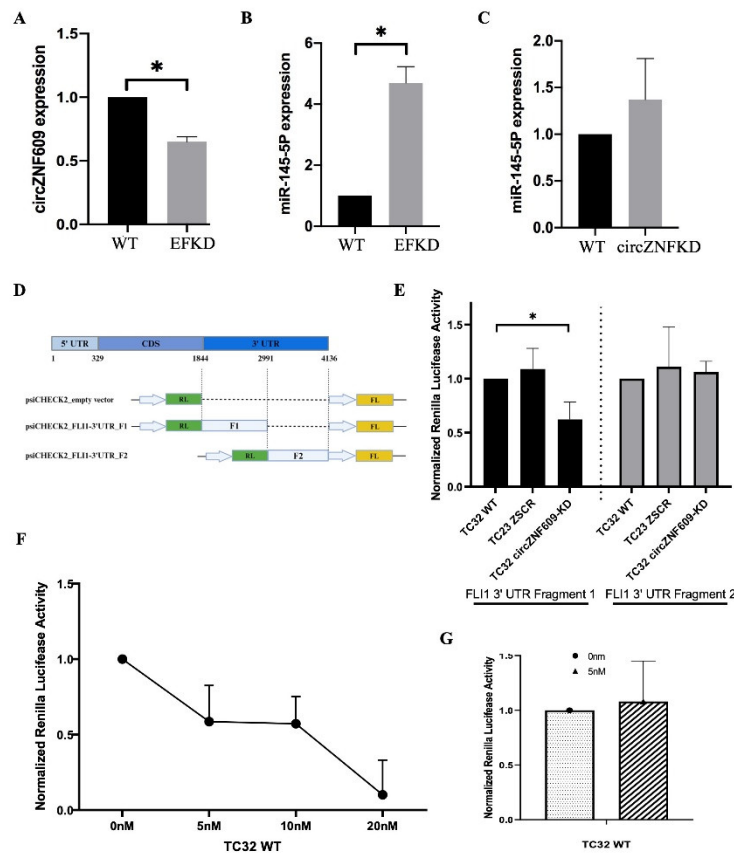 A
circZNF609 expression
1.5
1.0
0.5
0.0
*
WT
EFKD
B
miR-145-5P expression
6
4
2
0
*
WT
EFKD
C
miR-145-5P expression
2.0
1.5
1.0
0.5
0.0
WT
circZNFKD
D
5' UTR
CDS
3' UTR
1
329
1844
2991
4136
psiCHECK2_empty vector
RL
FL
psiCHECK2_FLI1-3'UTR_F1
RL
F1
FL
psiCHECK2_FLI1-3'UTR_F2
RL
F2
FL
E
Normalized Renilla Luciferase Activity
1.5
1.0
0.5
0.0
*
TC32 WT
TC23 ZSCR
TC32 circZNF609-KD
TC32 WT
TC32 ZSCR
TC32 circZNF609-KD
FLI1 3' UTR Fragment 1
FLI1 3' UTR Fragment 2
F
Normalized Renilla Lucifease Activity
1.5
1.0
0.5
0.0
0nM
5nM
10nM
20nM
TC32 WT
G
0nm
5nM
Normalized Renilla Lucifease Activity
1.5
1.0
0.5
0.0
TC32 WT